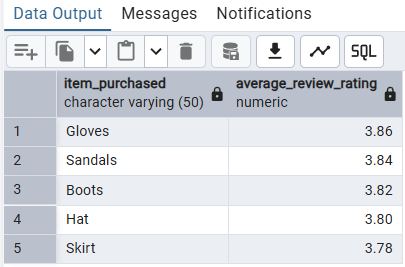 Data Output Messages Notifications
SQL
item_purchased average_review_rating
character varying (50) numeric
1 Gloves 3.86
2 Sandals 3.84
3 Boots 3.82
4 Hat 3.80
5 Skirt 3.78